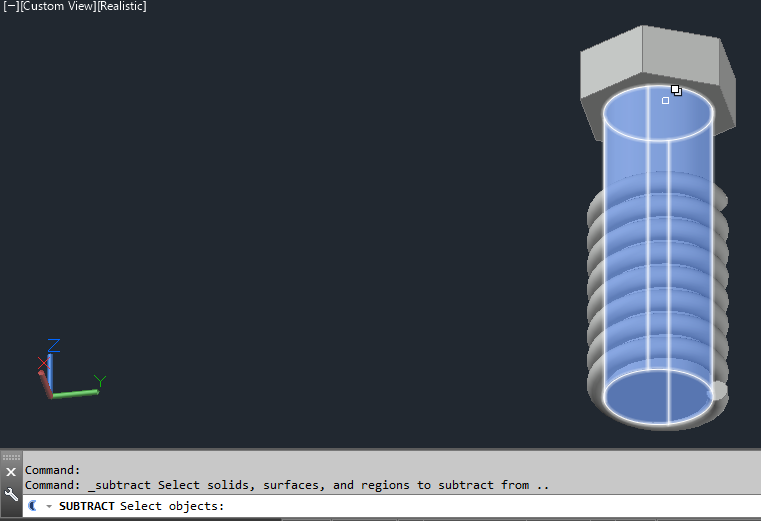 [−][Custom View][Realistic]
Z
X
Y
Command:
Command: _subtract Select solids, surfaces, and regions to subtract from ..
SUBTRACT Select objects: